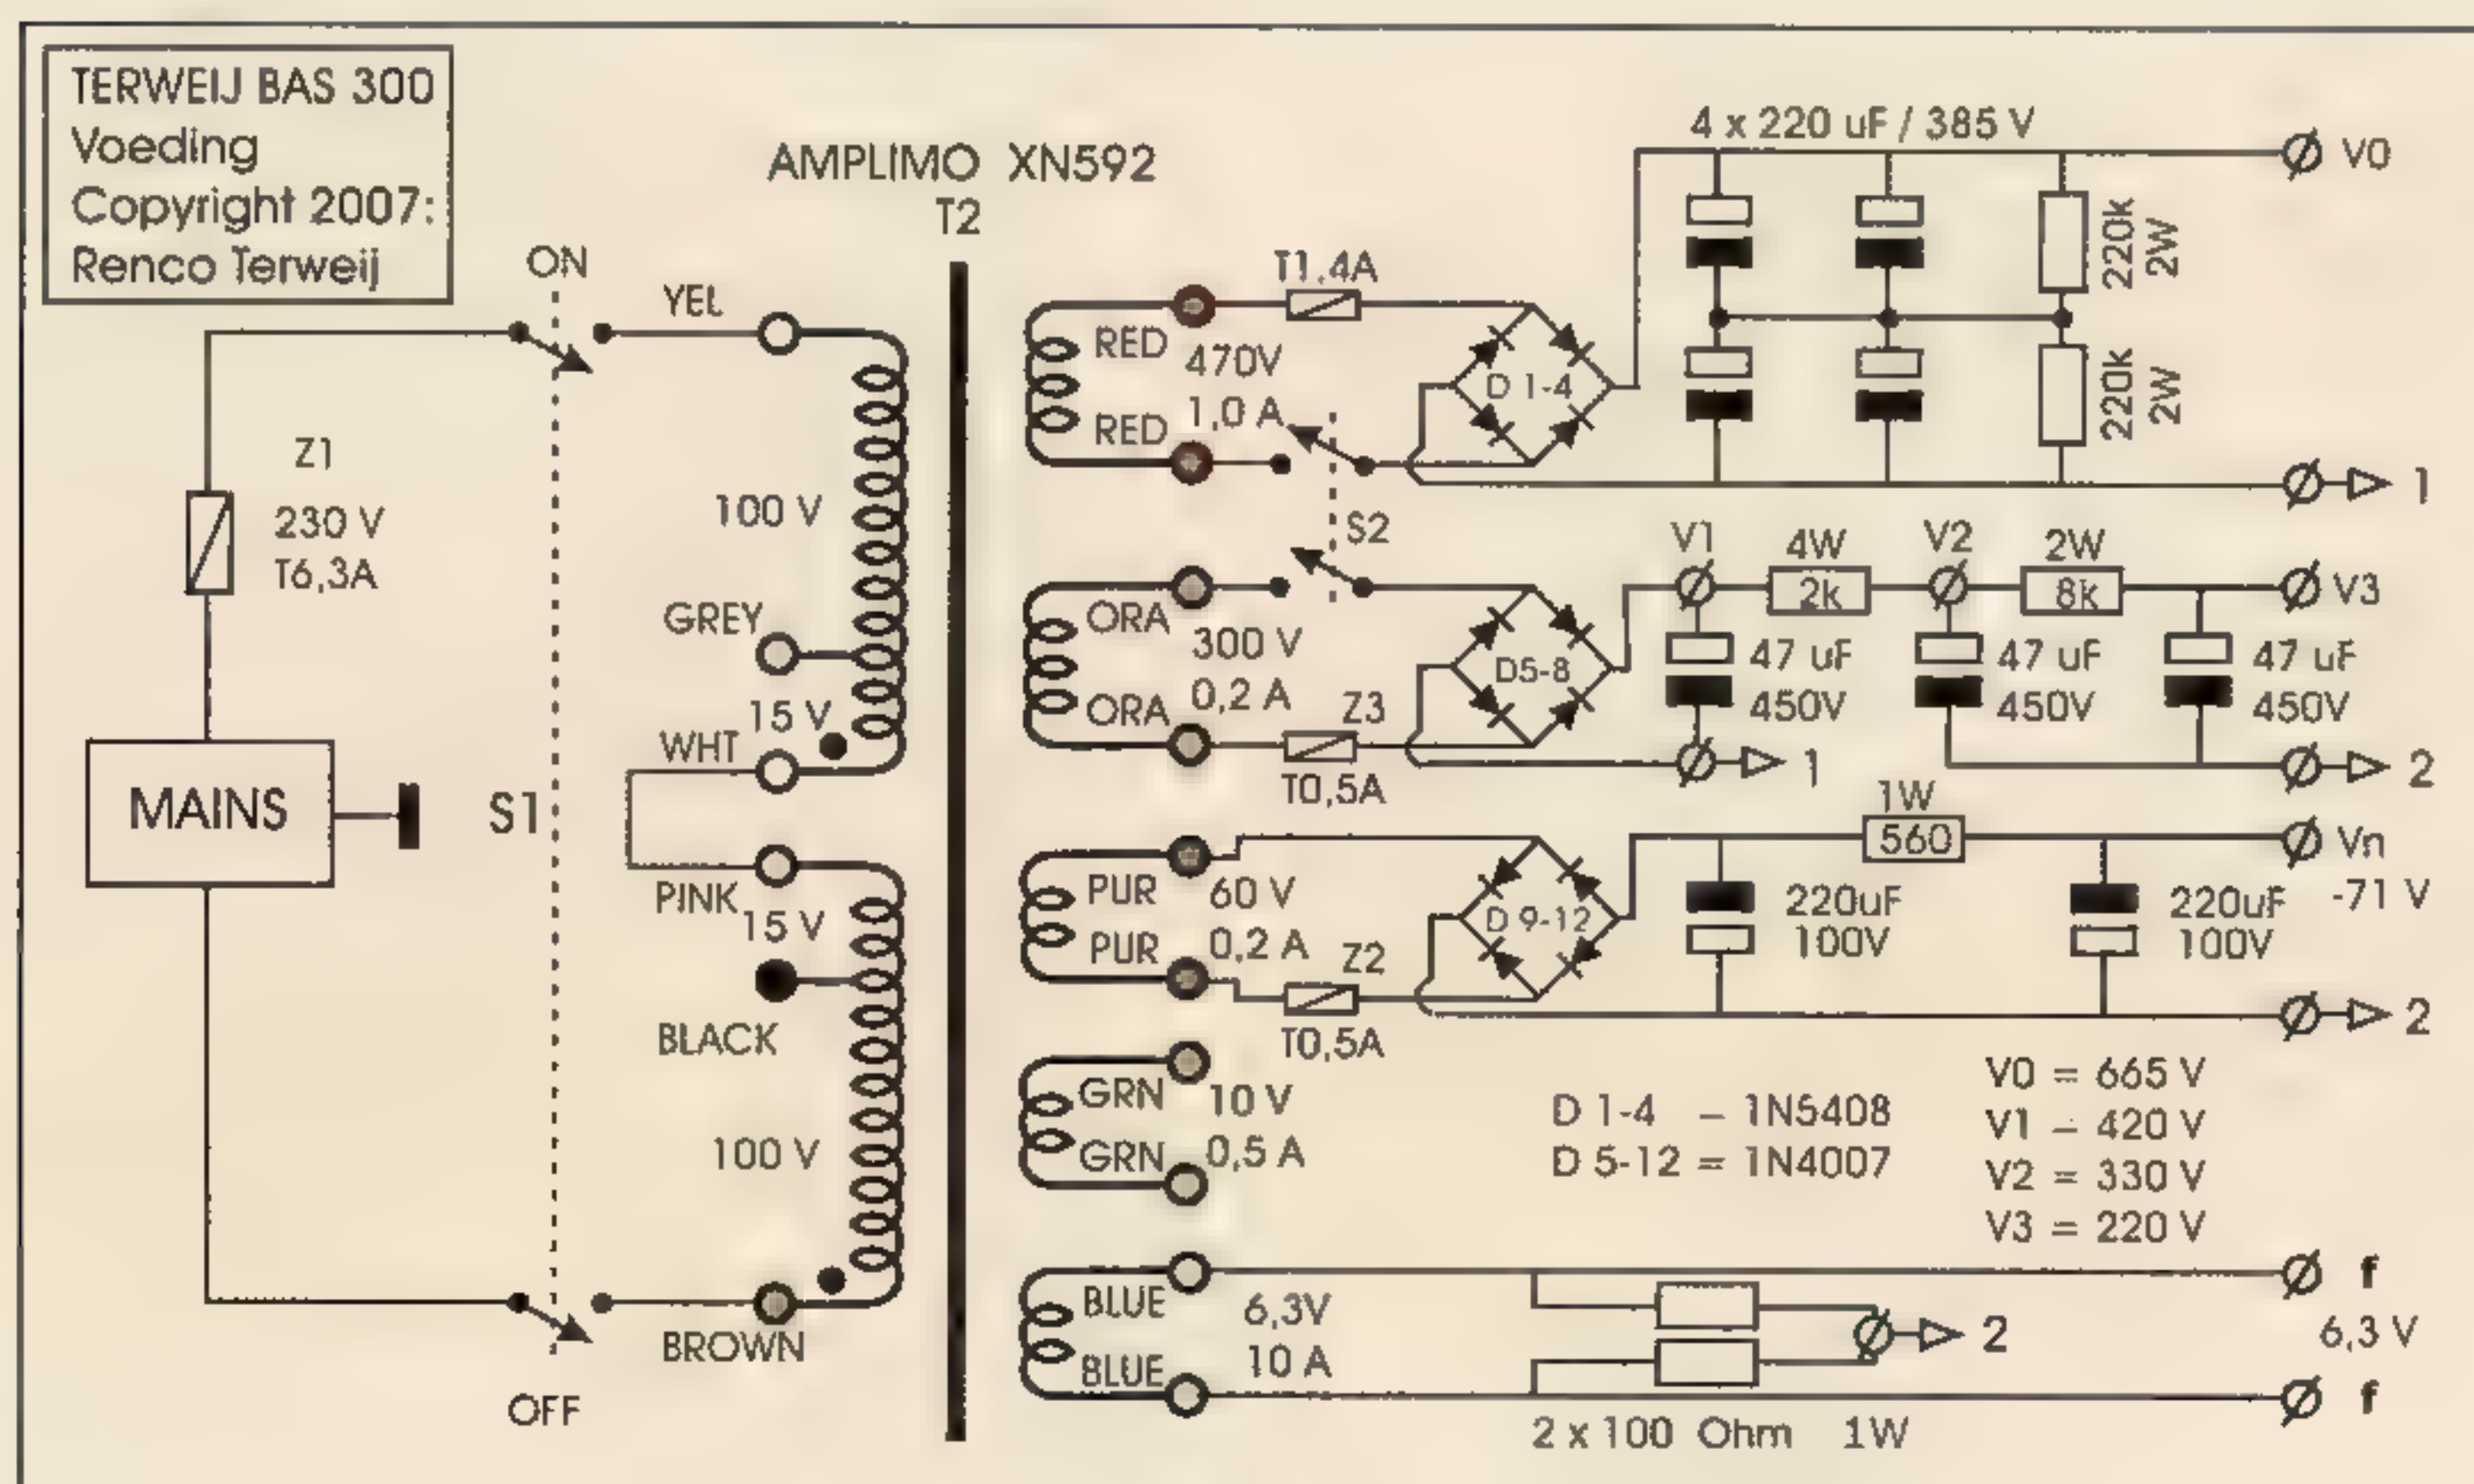 TERWEIJ BAS 300
Voeding
Copyright 2007:
Renco Terweij
AMPLIMO XN592
T2
ON
YEL
Z1
230 V
T6,3A
100 V
GREY
15 V
WHT
MAINS
S1
PINK
15 V
BLACK
100 V
BROWN
OFF
T1,4A
RED
470V
1,0 A
RED
D 1-4
4 x 220 uF / 385 V
220k
2W
220k
2W
V0
1
S2
ORA
300 V
0,2 A
ORA
Z3
T0,5A
D5-8
V1
4W
2k
V2
2W
8k
V3
47 uF
450V
47 uF
450V
47 uF
450V
1
2
PUR
60 V
PUR
0,2 A
Z2
T0,5A
D 9-12
1W
560
220uF
100V
220uF
100V
Vn
-71 V
2
GRN
10 V
GRN
0,5 A
D 1-4 – 1N5408
D 5-12 = 1N4007
V0 = 665 V
V1 – 420 V
V2 = 330 V
V3 = 220 V
BLUE
6,3V
10 A
BLUE
2
f
6,3 V
f
2 x 100 Ohm 1W